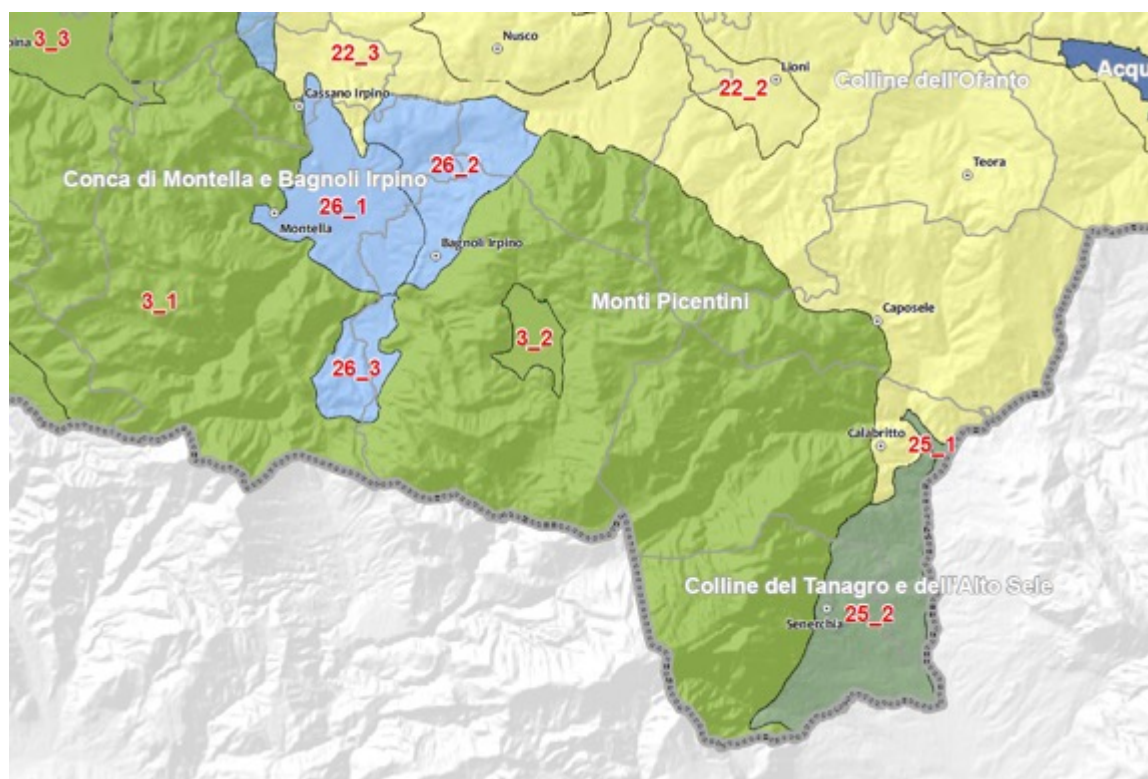 3_3
pina
22_3
Nusco
Lioni
22_2
Colline dell'Ofanto
Acqu
Cassano Irpino
Teora
26_2
Conca di Montella e Bagnoli Irpino
26_1
Montella
Bagnoli Irpino
3_1
Monti Picentini
Caposele
3_2
26_3
Calabritto
25_1
Colline del Tanagro e dell'Alto Sele
25_2
Senerchia